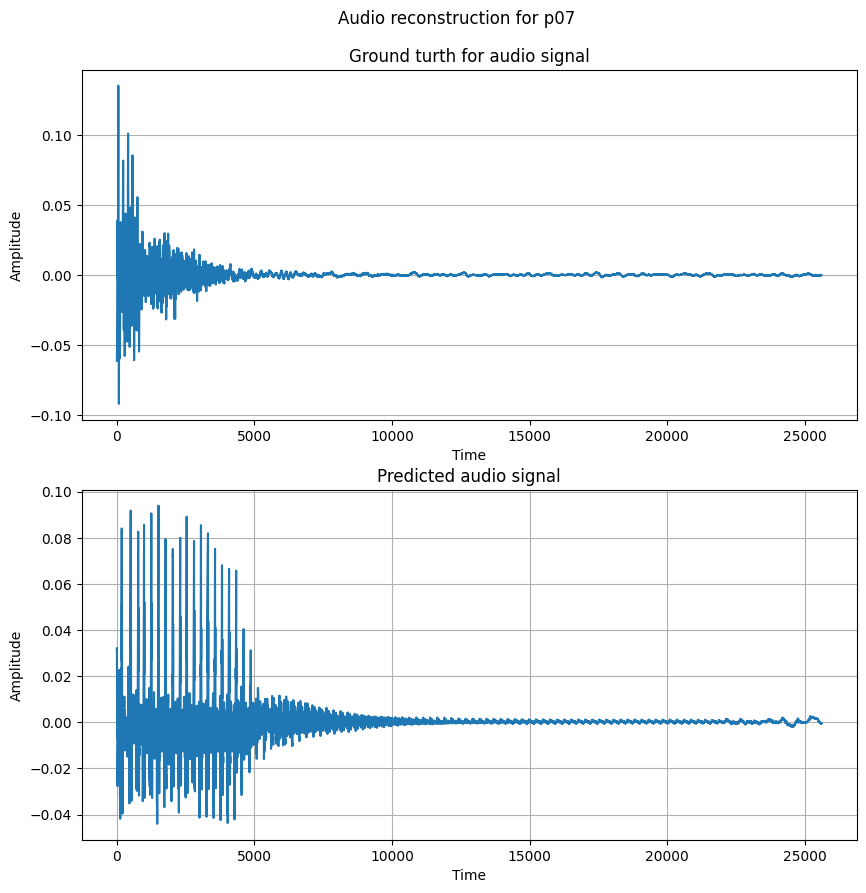 Audio reconstruction for p07
Ground turth for audio signal
0.10
0.05
0.00
−0.05
−0.10
Amplitude
0 5000 10000 15000 20000 25000
Time
Predicted audio signal
0.10
0.08
0.06
0.04
0.02
0.00
−0.02
−0.04
Amplitude
0 5000 10000 15000 20000 25000
Time